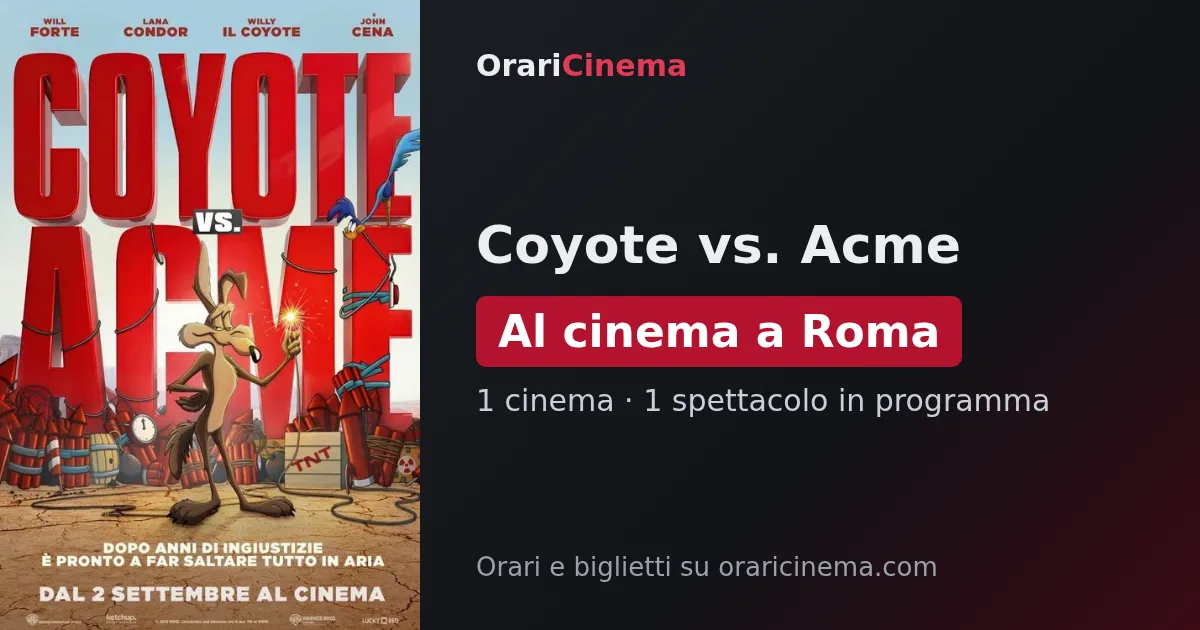 WILL FORTE
LANA CONDOR
WILLY IL COYOTE
È JOHN CENA
COYOTE
VS.
ACME
TNT
DOPO ANNI DI INGIUSTIZIE
È PRONTO A FAR SALTARE TUTTO IN ARIA
DAL 2 SETTEMBRE AL CINEMA
ketchup.
OrariCinema
Coyote vs. Acme
Al cinema a Roma
1 cinema · 1 spettacolo in programma
Orari e biglietti su oraricinema.com